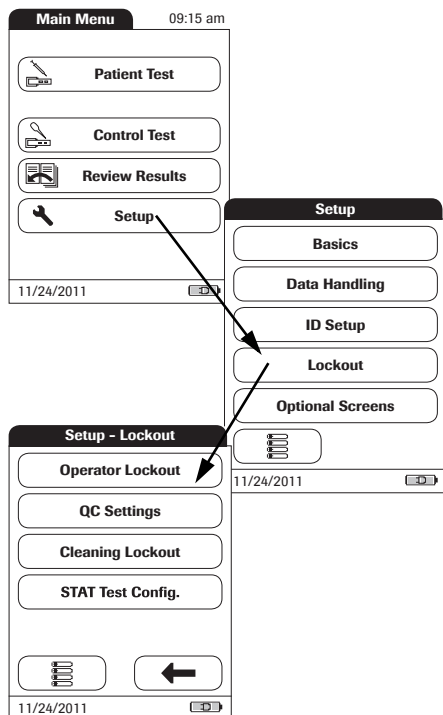 Main Menu
09:15 am
Patient Test
Control Test
Review Results
Setup
11/24/2011
Setup
Basics
Data Handling
ID Setup
Lockout
Optional Screens
11/24/2011
Setup - Lockout
Operator Lockout
QC Settings
Cleaning Lockout
STAT Test Config.
11/24/2011